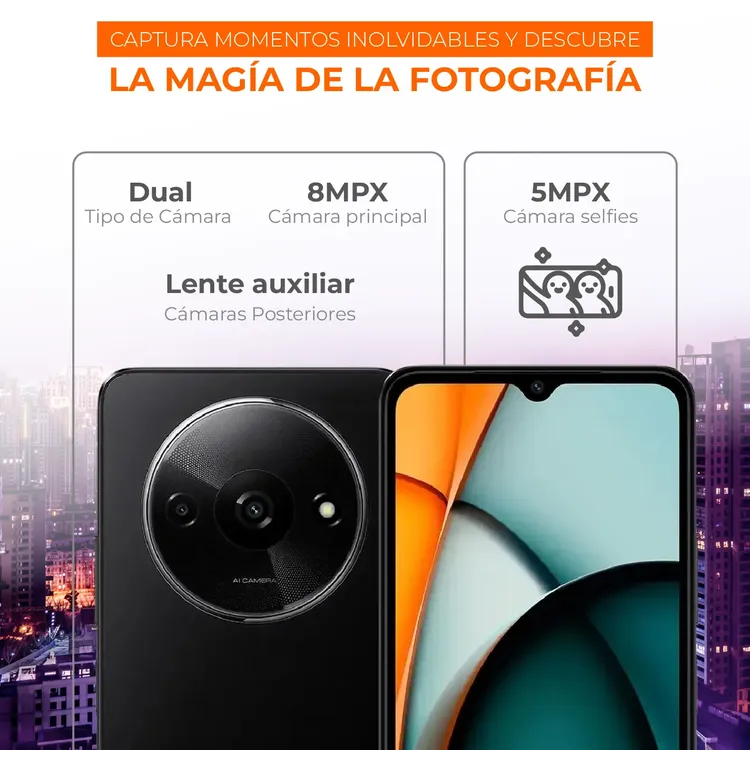 CAPTURA MOMENTOS INOLVIDABLES Y DESCUBRE
LA MAGÍA DE LA FOTOGRAFÍA
Dual
Tipo de Cámara
8MPX
Cámara principal
Lente auxiliar
Cámaras Posteriores
5MPX
Cámara selfies
AI CAMERA